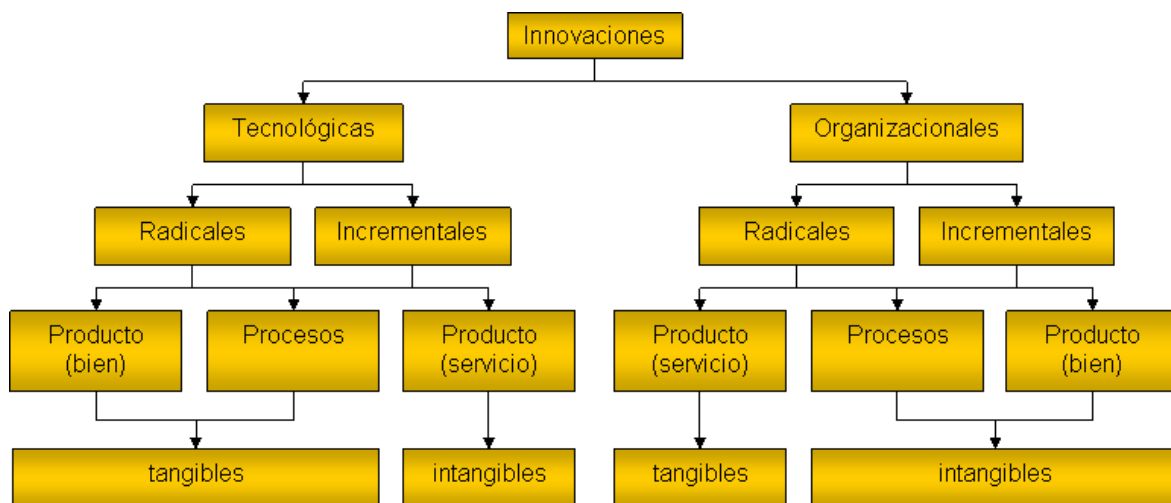 Innovaciones
Tecnológicas
Organizacionales
Radicales
Incrementales
Radicales
Incrementales
Producto
(bien)
Procesos
Producto
(servicio)
Producto
(servicio)
Procesos
Producto
(bien)
tangibles
intangibles
tangibles
intangibles